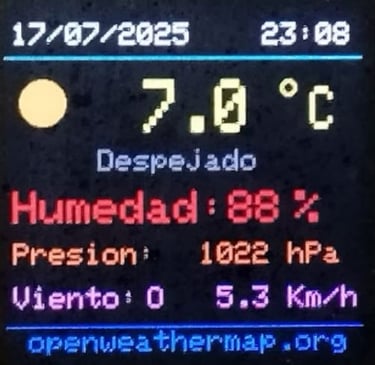 17/07/2025 23:08
7.0 °C
Despejado
Humedad: 88 %
Presion: 1022 hPa
Viento: O 5.3 Km/h
openweathermap.org